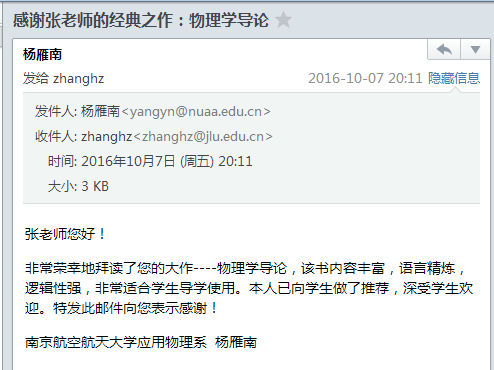 感谢张老师的经典之作：物理学导论
杨雁南
发给 zhanghz 2016-10-07 20:11 隐藏信息
发件人: 杨雁南<yangyn@nuaa.edu.cn>
收件人: zhanghz<zhanghz@jlu.edu.cn>
时间: 2016年10月7日 (周五) 20:11
大小: 3 KB
张老师您好！
非常荣幸地拜读了您的大作----物理学导论，该书内容丰富，语言精炼，
逻辑性强，非常适合学生导学使用。本人已向学生做了推荐，深受学生欢
迎。特发此邮件向您表示感谢！
南京航空航天大学应用物理系 杨雁南